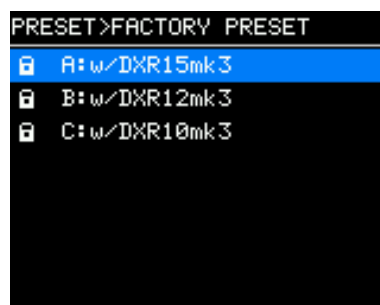 PRESET>FACTORY PRESET
A:w/DXR15mk3
B:w/DXR12mk3
C:w/DXR10mk3